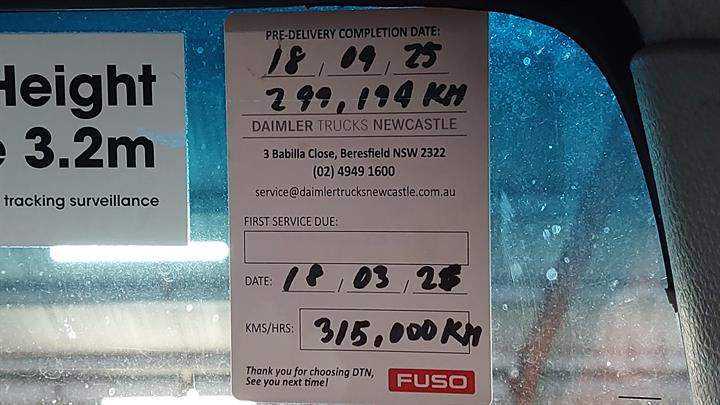 Height
3.2m
tracking surveillance
PRE-DELIVERY COMPLETION DATE:
18 / 09 / 25
299,194 KM
DAIMLER TRUCKS NEWCASTLE
3 Babilla Close, Beresfield NSW 2322
(02) 4949 1600
service@daimlertrucksnewcastle.com.au
FIRST SERVICE DUE:
DATE: 18 / 03 / 26
KMS/HRS: 315,000 KM
Thank you for choosing DTN,
See you next time!
FUSO